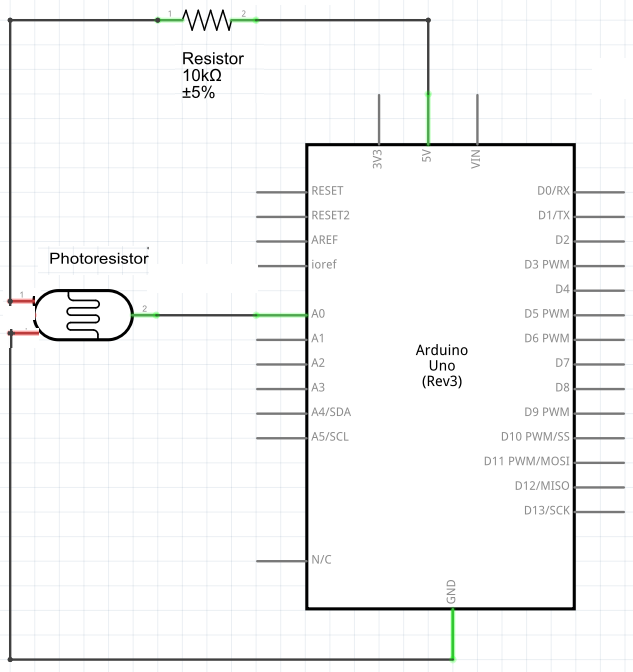 1 2
Resistor
10kΩ
±5%
3V3 5V VIN
RESET D0/RX
RESET2 D1/TX
AREF D2
Photoresistor
ioref D3 PWM
D4
1
2
A0 D5 PWM
A1 D6 PWM
Arduino
Uno
(Rev3)
A2 D7
A3 D8
A4/SDA D9 PWM
A5/SCL D10 PWM/SS
D11 PWM/MOSI
D12/MISO
D13/SCK
N/C
GND